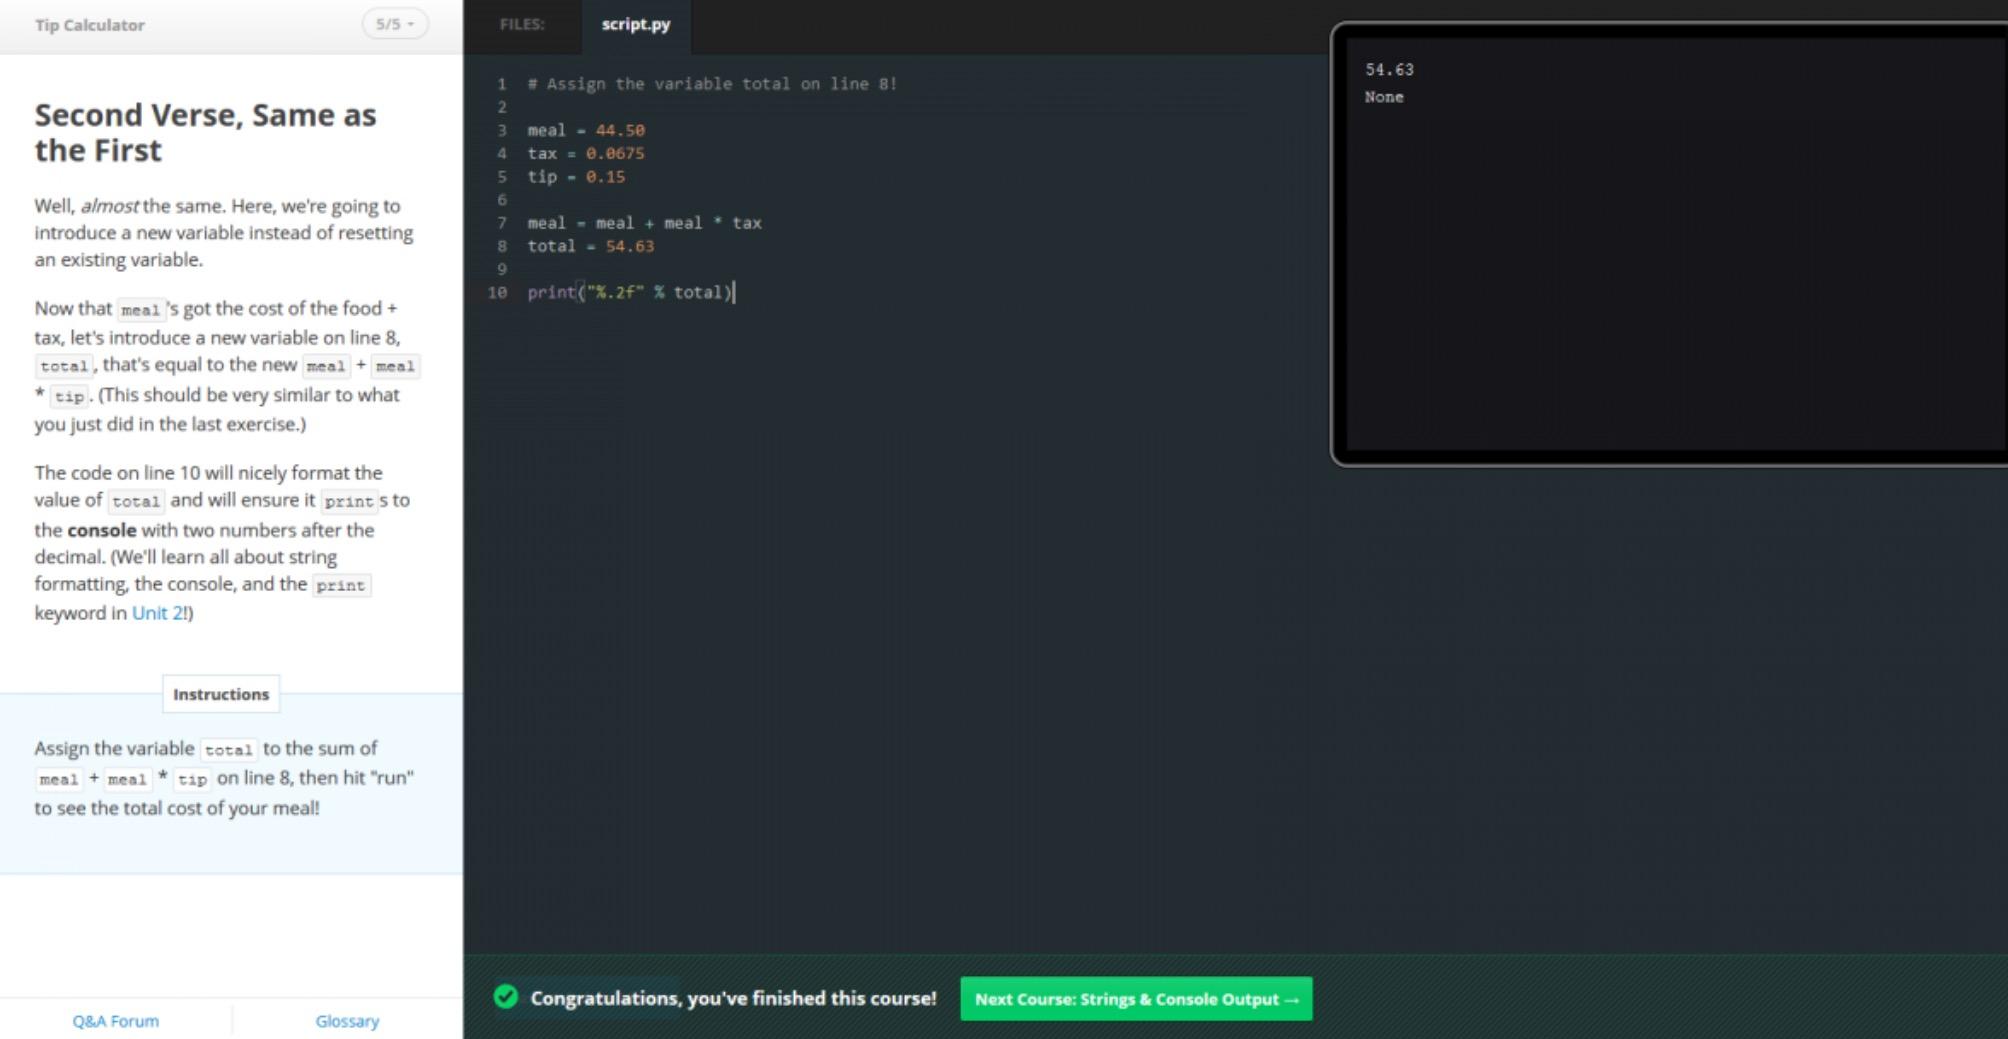 Tip Calculator
5/5
Second Verse, Same as
the First
Well, almost the same. Here, we're going to
introduce a new variable instead of resetting
an existing variable.
Now that meal's got the cost of the food +
tax, let's introduce a new variable on line 8,
total, that's equal to the new meal + meal
* tip. (This should be very similar to what
you just did in the last exercise.)
The code on line 10 will nicely format the
value of total and will ensure it prints to
the console with two numbers after the
decimal. (We'll learn all about string
formatting, the console, and the print
keyword in Unit 2!)
Instructions
Assign the variable total to the sum of
meal + meal * tip on line 8, then hit "run"
to see the total cost of your meal!
Q&A Forum
Glossary
FILES:
script.py
1 # Assign the variable total on line 8!
2
3 meal = 44.50
4 tax = 0.0675
5 tip = 0.15
6
7 meal = meal + meal * tax
8 total = 54.63
9
10 print("%.2f" % total)
54.63
None
Congratulations, you've finished this course!
Next Course: Strings & Console Output →